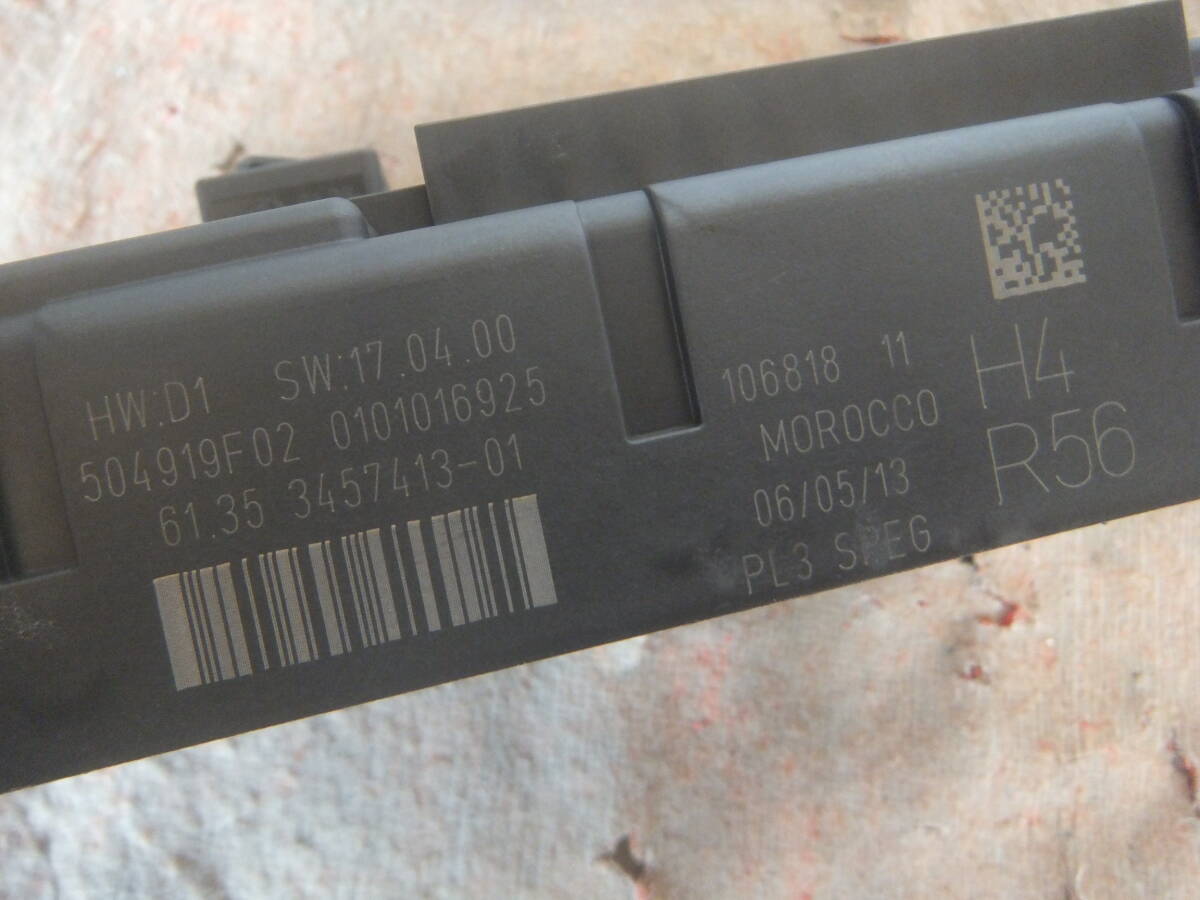 HW:D1 SW:17.04.00
504919F02 0101016925
61.35 3457413-01
106818 11
MOROCCO
06/05/13
PL3 SPEG
H4
R56